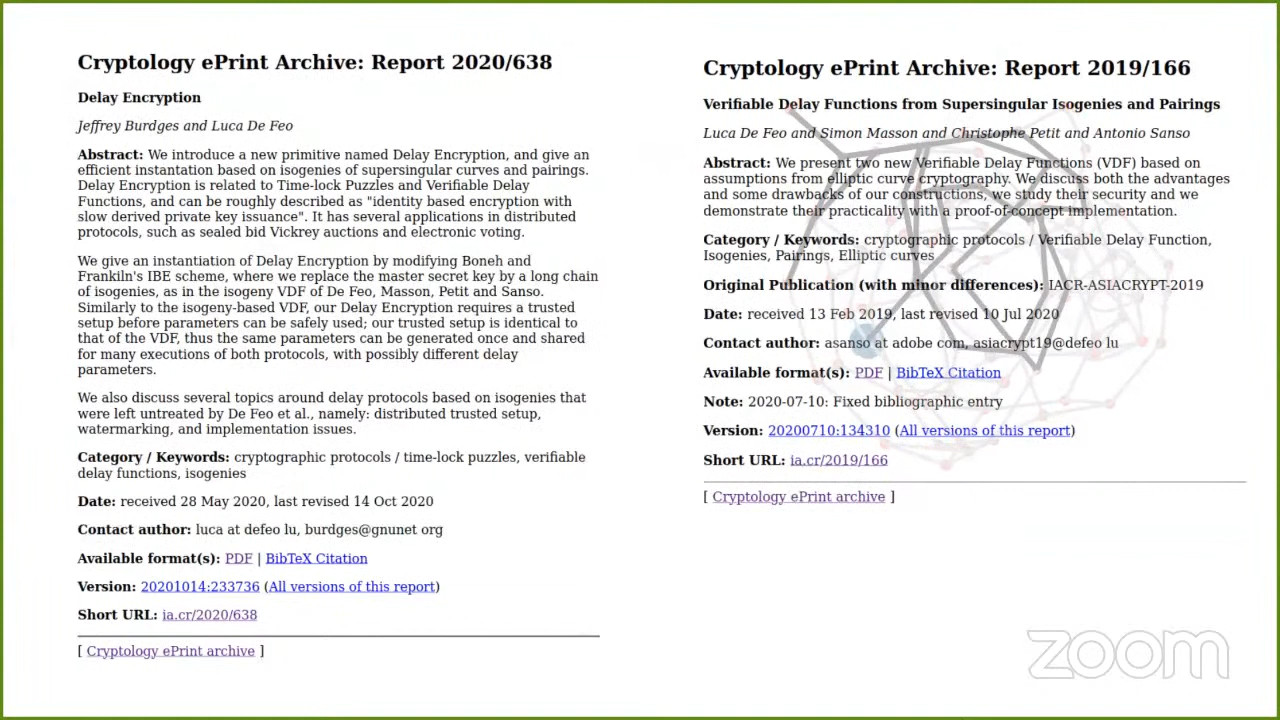 Cryptology ePrint Archive: Report 2020/638
Delay Encryption
Jeffrey Burdges and Luca De Feo
Abstract: We introduce a new primitive named Delay Encryption, and give an
efficient instantation based on isogenies of supersingular curves and pairings.
Delay Encryption is related to Time-lock Puzzles and Verifiable Delay
Functions, and can be roughly described as "identity based encryption with
slow derived private key issuance". It has several applications in distributed
protocols, such as sealed bid Vickrey auctions and electronic voting.
We give an instantiation of Delay Encryption by modifying Boneh and
Frankiln's IBE scheme, where we replace the master secret key by a long chain
of isogenies, as in the isogeny VDF of De Feo, Masson, Petit and Sanso.
Similarly to the isogeny-based VDF, our Delay Encryption requires a trusted
setup before parameters can be safely used; our trusted setup is identical to
that of the VDF, thus the same parameters can be generated once and shared
for many executions of both protocols, with possibly different delay
parameters.
We also discuss several topics around delay protocols based on isogenies that
were left untreated by De Feo et al., namely: distributed trusted setup,
watermarking, and implementation issues.
Category / Keywords: cryptographic protocols / time-lock puzzles, verifiable
delay functions, isogenies
Date: received 28 May 2020, last revised 14 Oct 2020
Contact author: luca at defeo lu, burdges@gnunet org
Available format(s): PDF | BibTeX Citation
Version: 20201014:233736 (All versions of this report)
Short URL: ia.cr/2020/638
[ Cryptology ePrint archive ]
Cryptology ePrint Archive: Report 2019/166
Verifiable Delay Functions from Supersingular Isogenies and Pairings
Luca De Feo and Simon Masson and Christophe Petit and Antonio Sanso
Abstract: We present two new Verifiable Delay Functions (VDF) based on
assumptions from elliptic curve cryptography. We discuss both the advantages
and some drawbacks of our constructions, we study their security and we
demonstrate their practicality with a proof-of-concept implementation.
Category / Keywords: cryptographic protocols / Verifiable Delay Function,
Isogenies, Pairings, Elliptic curves
Original Publication (with minor differences): IACR-ASIACRYPT-2019
Date: received 13 Feb 2019, last revised 10 Jul 2020
Contact author: asanso at adobe com, asiacrypt19@defeo lu
Available format(s): PDF | BibTeX Citation
Note: 2020-07-10: Fixed bibliographic entry
Version: 20200710:134310 (All versions of this report)
Short URL: ia.cr/2019/166
[ Cryptology ePrint archive ]
zoom